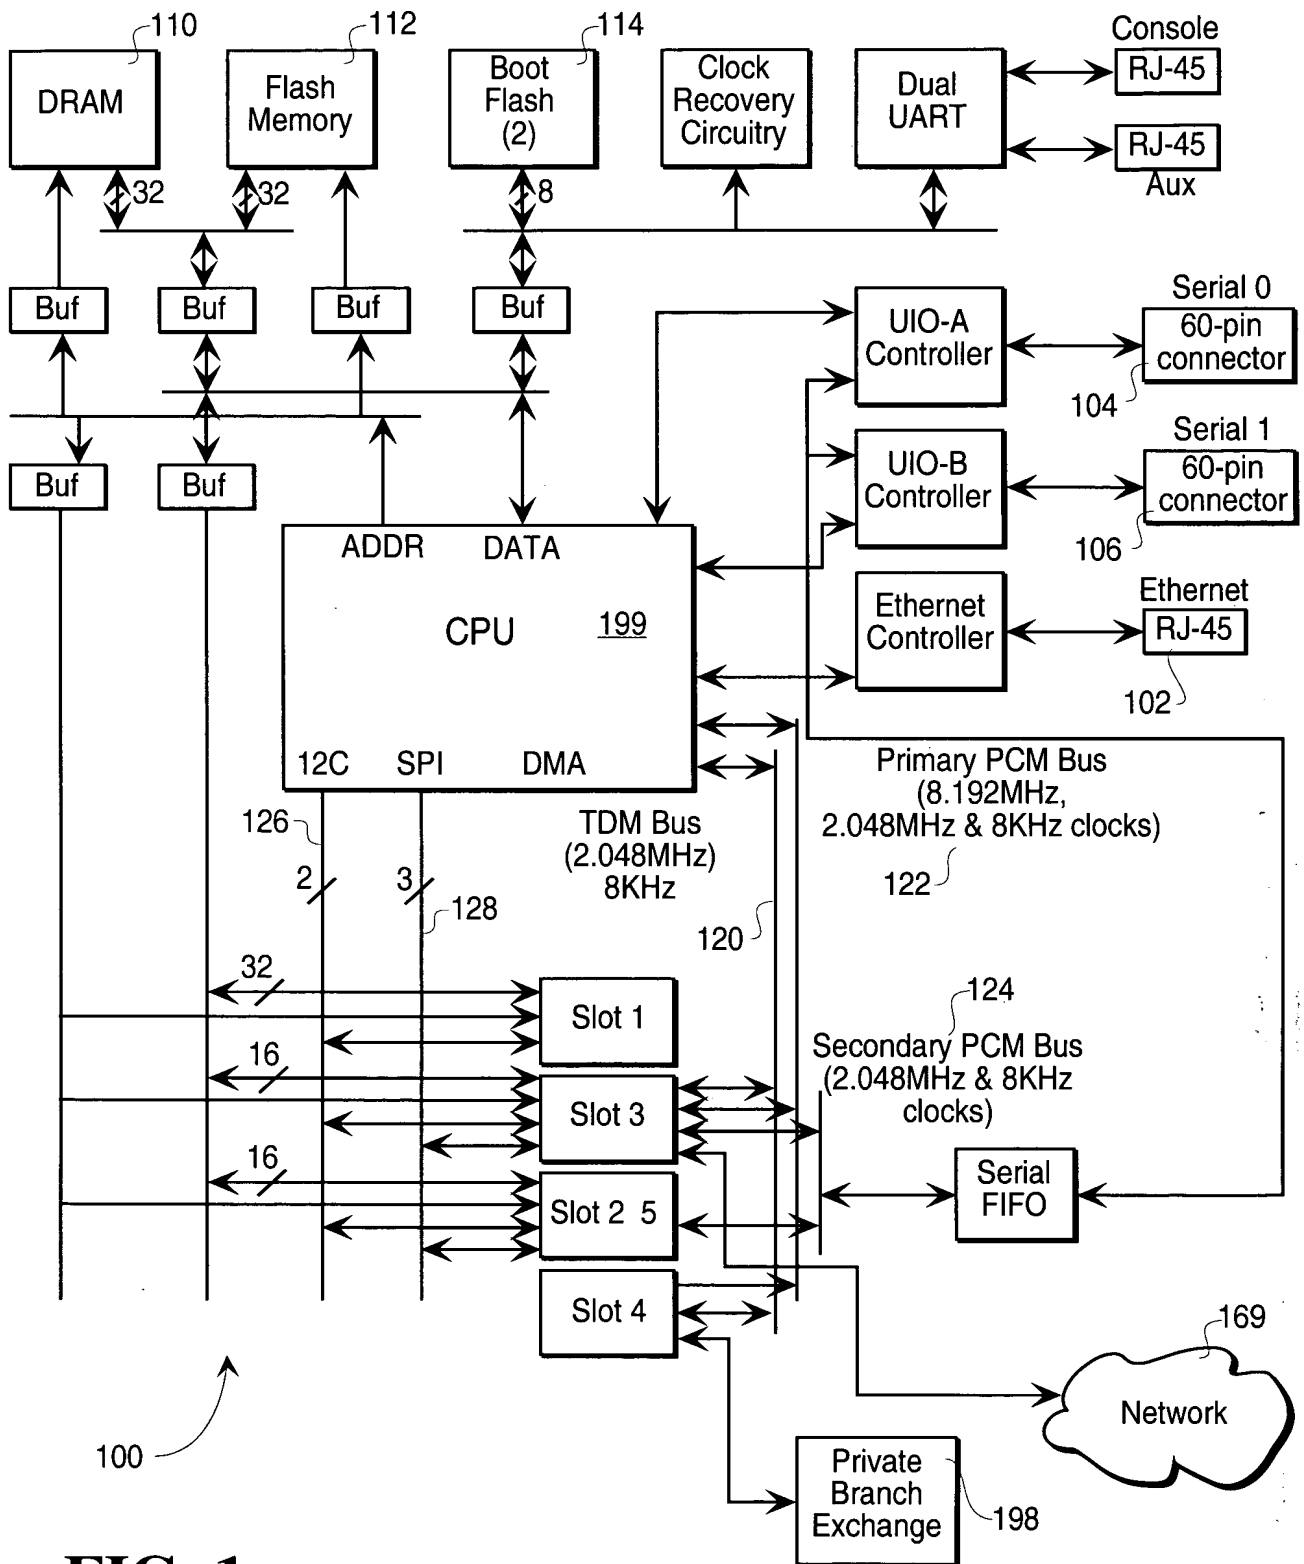 110
112
114
Console
DRAM
Flash
Memory
Boot
Flash
(2)
Clock
Recovery
Circuitry
Dual
UART
RJ-45
RJ-45
Aux
32
32
8
Buf
Buf
Buf
Buf
UIO-A
Controller
Serial 0
60-pin
connector
104
Buf
Buf
UIO-B
Controller
Serial 1
60-pin
connector
106
ADDR
DATA
CPU
199
Ethernet
Controller
Ethernet
RJ-45
102
12C
SPI
DMA
126
2
3
128
TDM Bus
(2.048MHz)
8KHz
120
Primary PCM Bus
(8.192MHz,
2.048MHz & 8KHz clocks)
122
32
Slot 1
124
Secondary PCM Bus
(2.048MHz & 8KHz
clocks)
16
Slot 3
16
Slot 2 5
Serial
FIFO
Slot 4
169
Network
100
Private
Branch
Exchange
198
FIG. 1